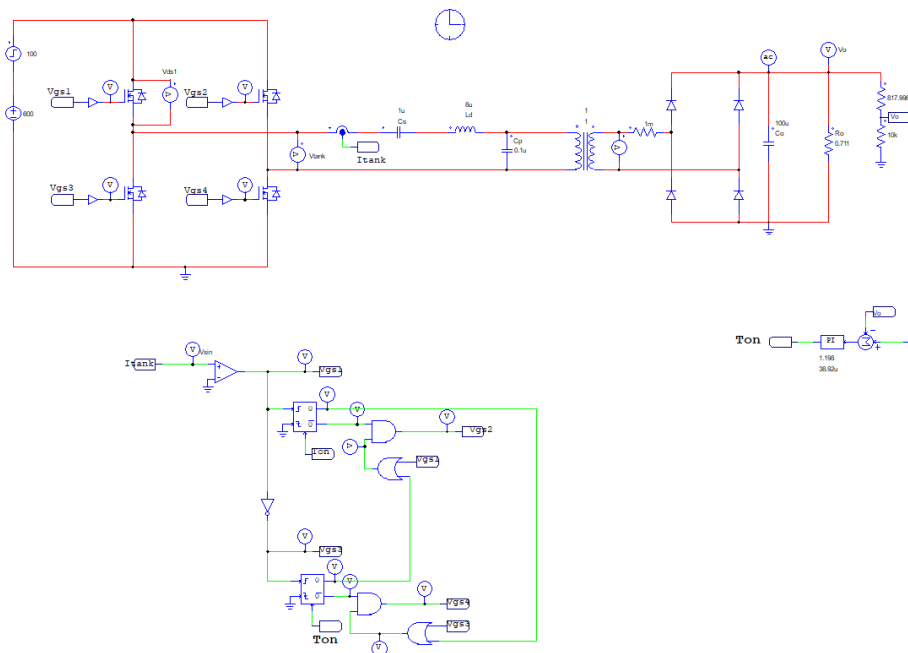 100
600
Vgs1
V
Vds1
V
Vgs2
V
Vgs3
V
Vgs4
V
V
Vtank
Itank
1u
Cs
6u
Ld
Cp
0.1u
1
1
V
1m
ac
V
Vo
100u
Co
Ro
0.711
817.996
Vo
10k
Itank
V
Vsin
V
Vgs1
V
Q
Q
Ton
V
V
Vgs2
V
Vgs1
V
Vgs3
V
Q
Q
Ton
V
V
Vgs4
Vgs3
V
Vo
Ton
PI
1.198
36.92u